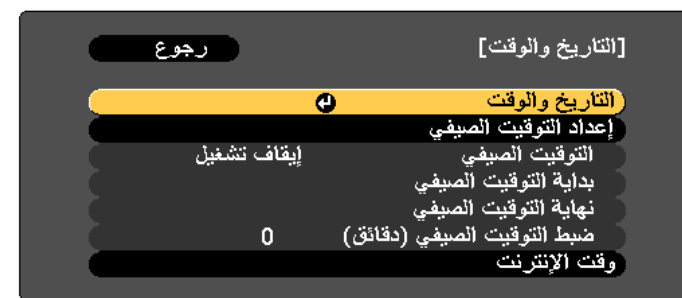 [التاريخ والوقت] رجوع
التاريخ والوقت
إعداد التوقيت الصيفي
التوقيت الصيفي إيقاف تشغيل
بداية التوقيت الصيفي
نهاية التوقيت الصيفي
ضبط التوقيت الصيفي (دقائق) 0
وقت الإنترنت